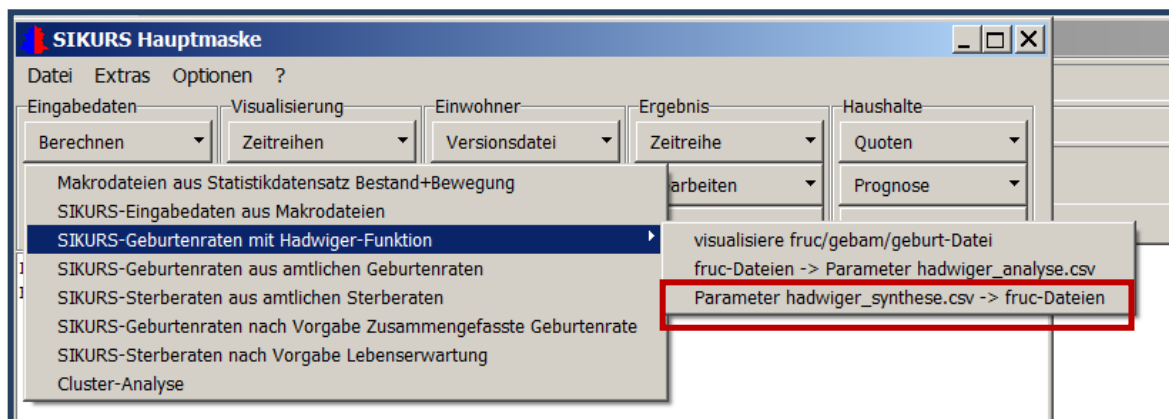 SIKURS Hauptmaske
Datei Extras Optionen ?
Eingabedaten Visualisierung Einwohner Ergebnis Haushalte
Berechnen Zeitreihen Versionsdatei Zeitreihe Quoten
arbeiten Prognose
Makrodateien aus Statistikdatensatz Bestand+Bewegung
SIKURS-Eingabedaten aus Makrodateien
SIKURS-Geburtenraten mit Hadwiger-Funktion
SIKURS-Geburtenraten aus amtlichen Geburtenraten
SIKURS-Sterberaten aus amtlichen Sterberaten
SIKURS-Geburtenraten nach Vorgabe Zusammengefasste Geburtenrate
SIKURS-Sterberaten nach Vorgabe Lebenserwartung
Cluster-Analyse
visualisiere fruc/gebam/geburt-Datei
fruc-Dateien -> Parameter hadwiger_analyse.csv
Parameter hadwiger_synthese.csv -> fruc-Dateien